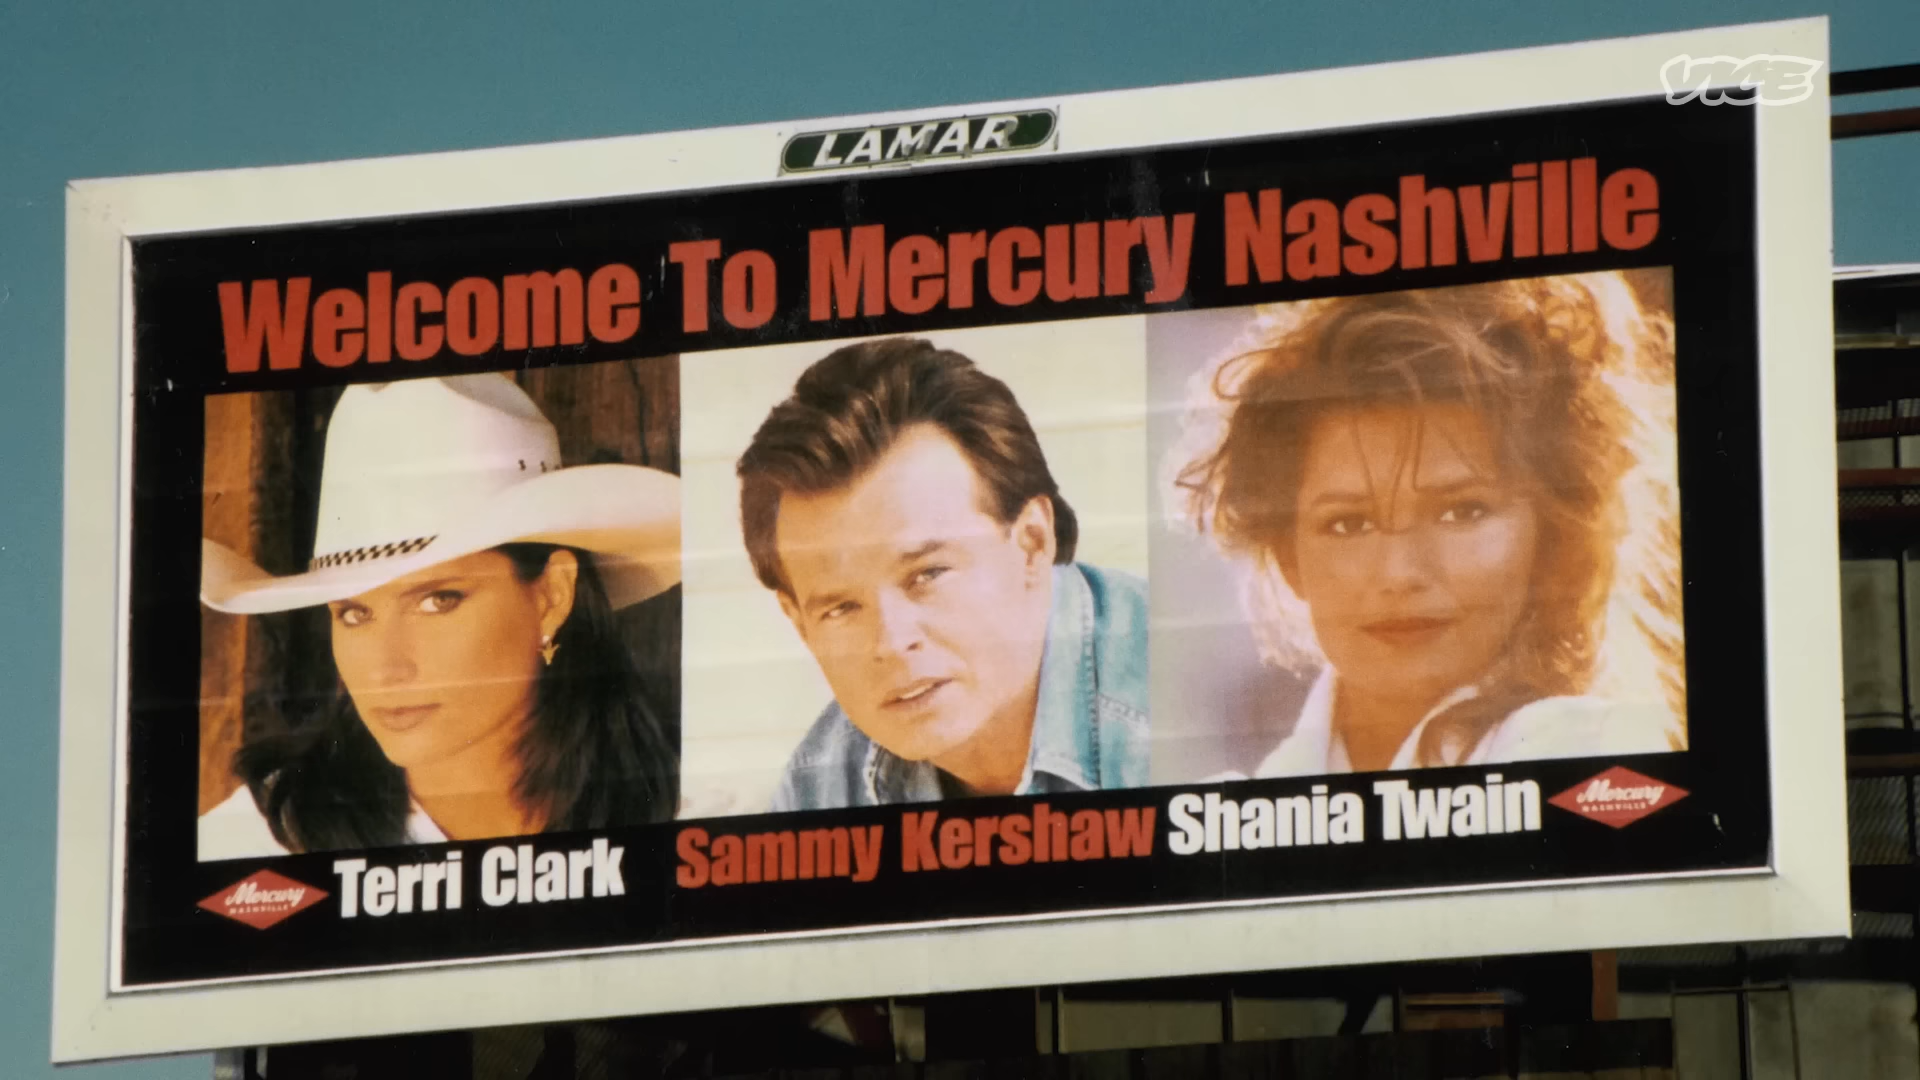 VICE
LAMAR
Welcome To Mercury Nashville
Terri Clark Sammy Kershaw Shania Twain
Mercury
NASHVILLE
Mercury
NASHVILLE